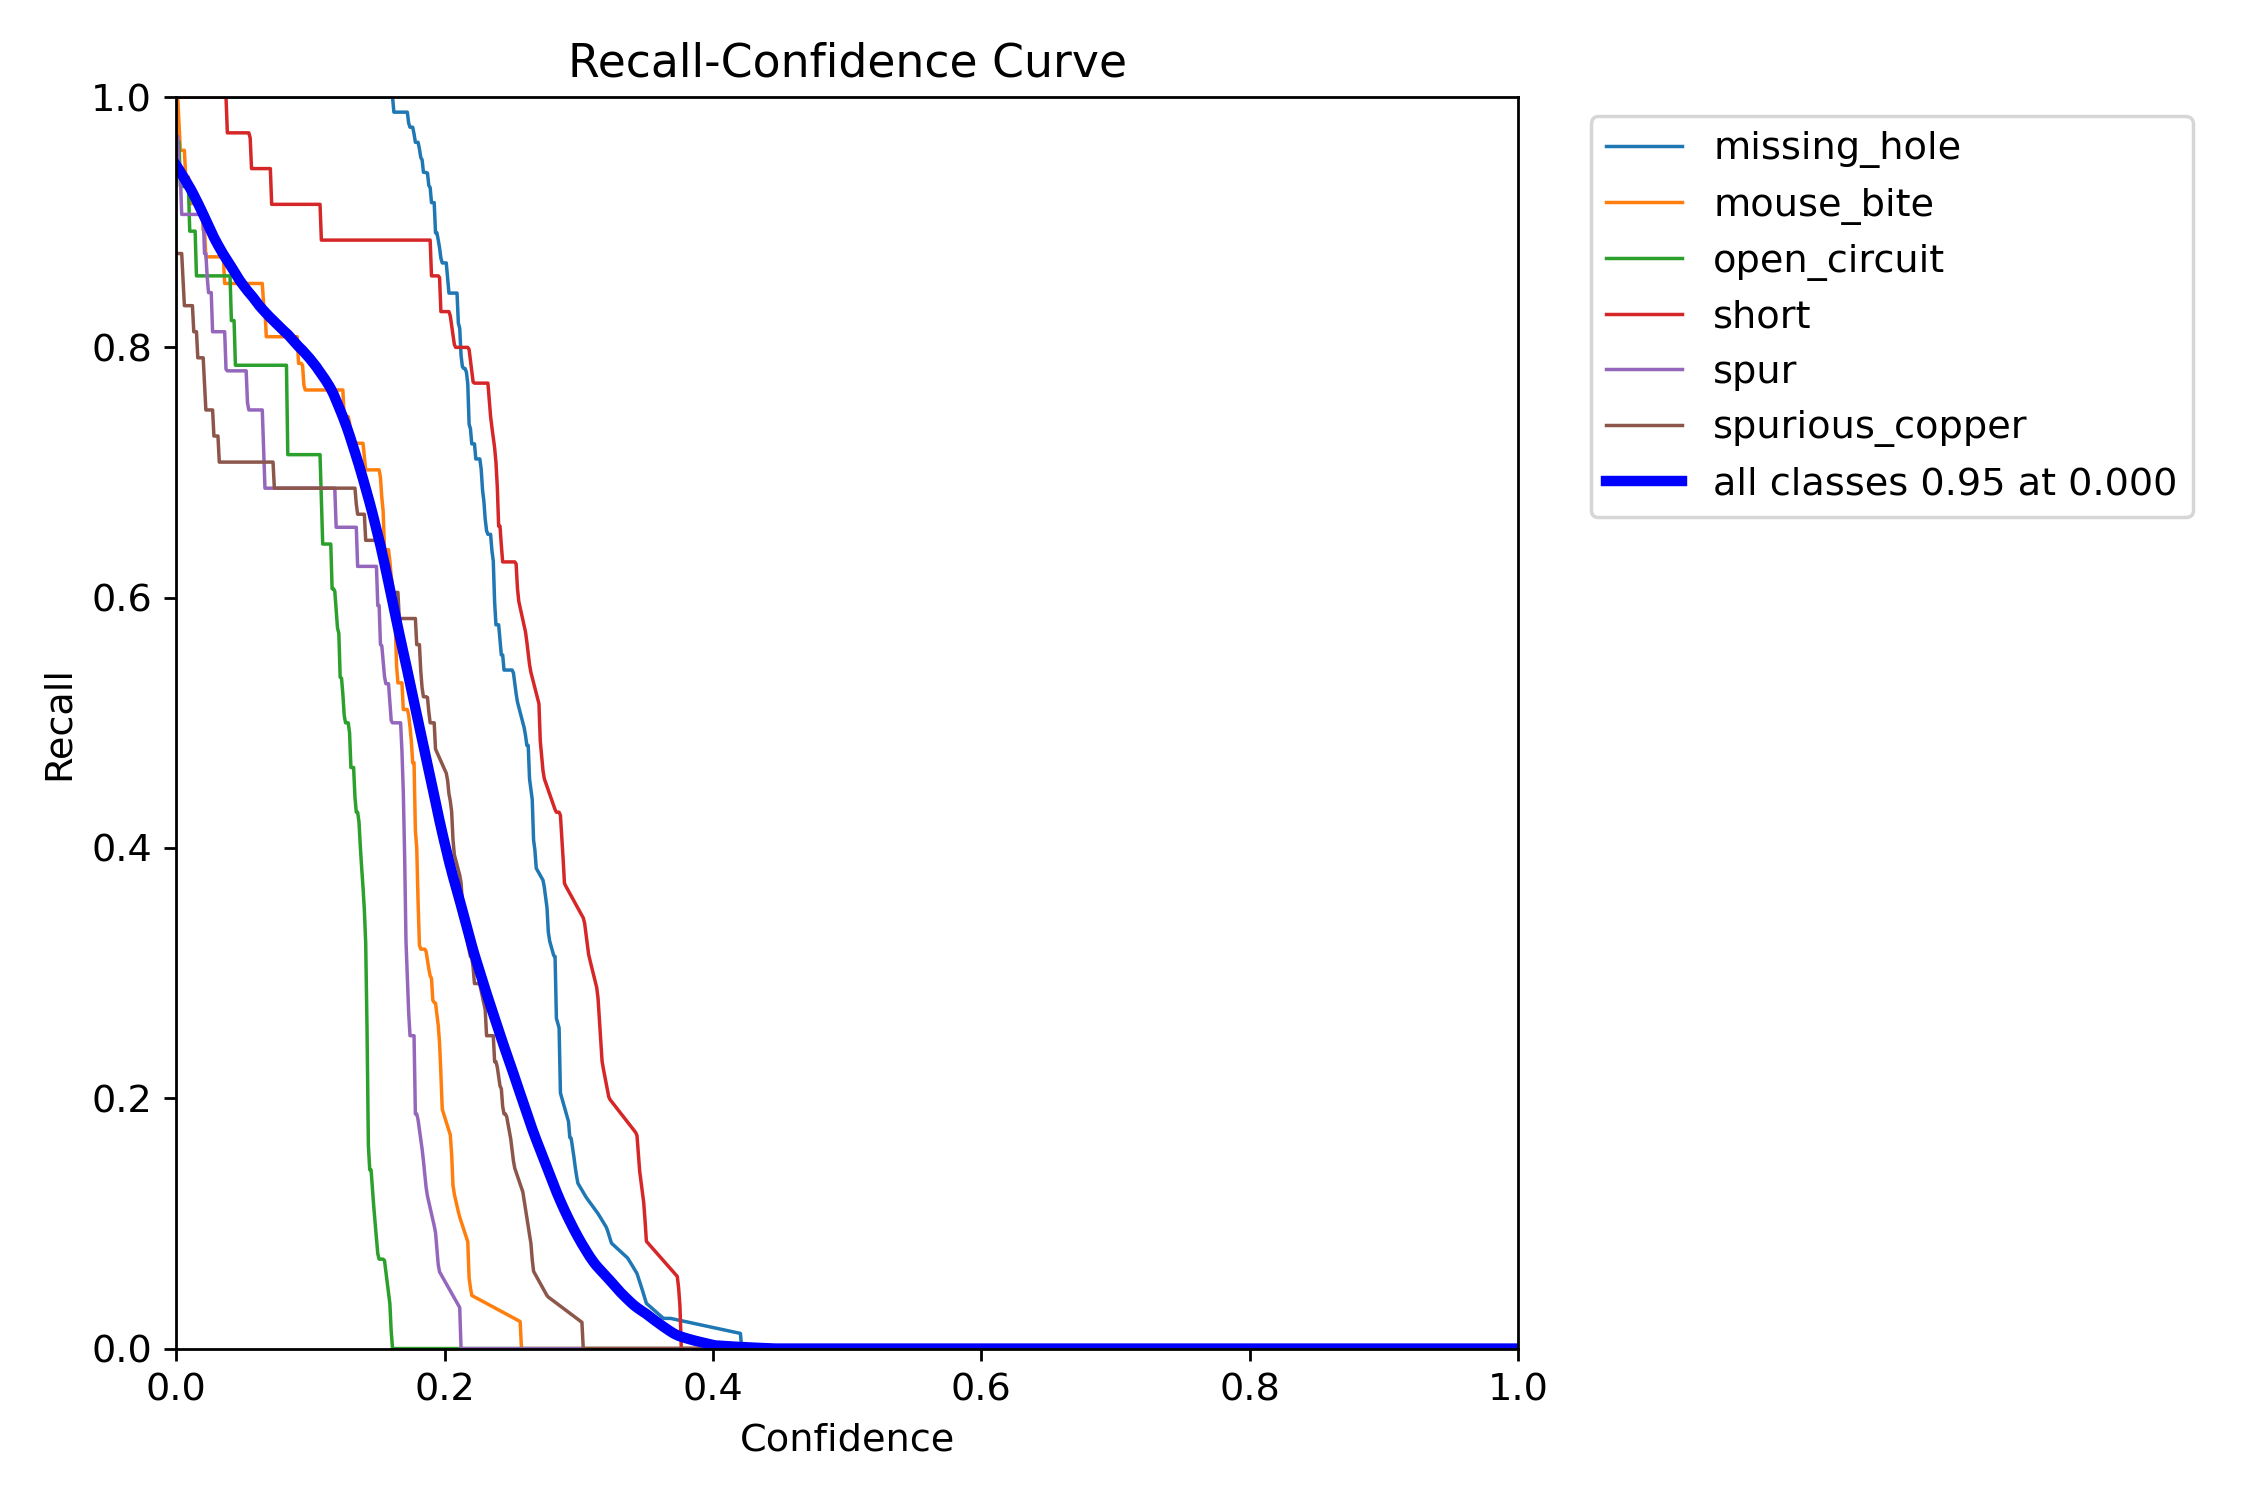 Recall-Confidence Curve
1.0
0.8
0.6
0.4
0.2
0.0
Recall
0.0 0.2 0.4 0.6 0.8 1.0
Confidence
missing_hole
mouse_bite
open_circuit
short
spur
spurious_copper
all classes 0.95 at 0.000